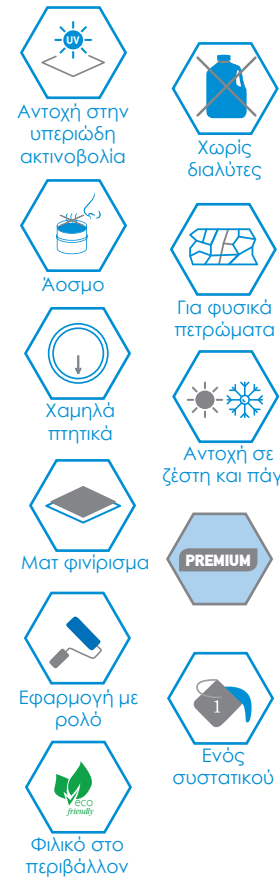 UV
Αντοχή στην
υπεριώδη
ακτινοβολία
Χωρίς
διαλύτες
Άοσμο
Για φυσικά
πετρώματα
Χαμηλά
πτητικά
Αντοχή σε
ζέστη και πάγ
Ματ φινίρισμα
PREMIUM
Εφαρμογή με
ρολό
1
Ενός
συστατικού
eco
friendly
Φιλικό στο
περιβάλλον